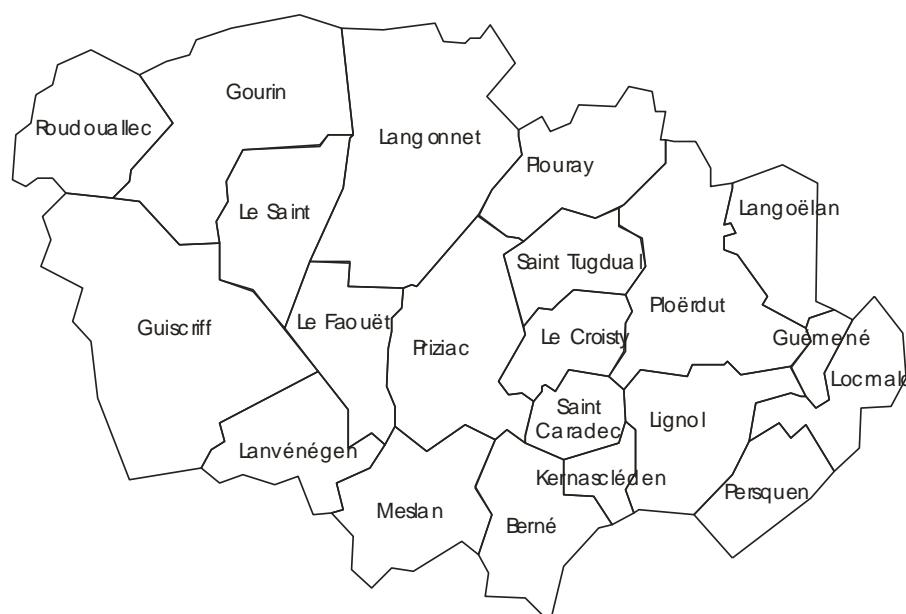 Gourin
Roudouallec
Langonnet
Plouray
Le Saint
Langoëlan
Saint Tugdual
Ploërdut
Guiscriff
Le Faouët
Priziac
Le Croisty
Guémené
Locmalo
Saint
Caradec
Lignol
Lanvénégen
Kernascléden
Persquen
Meslan
Berné